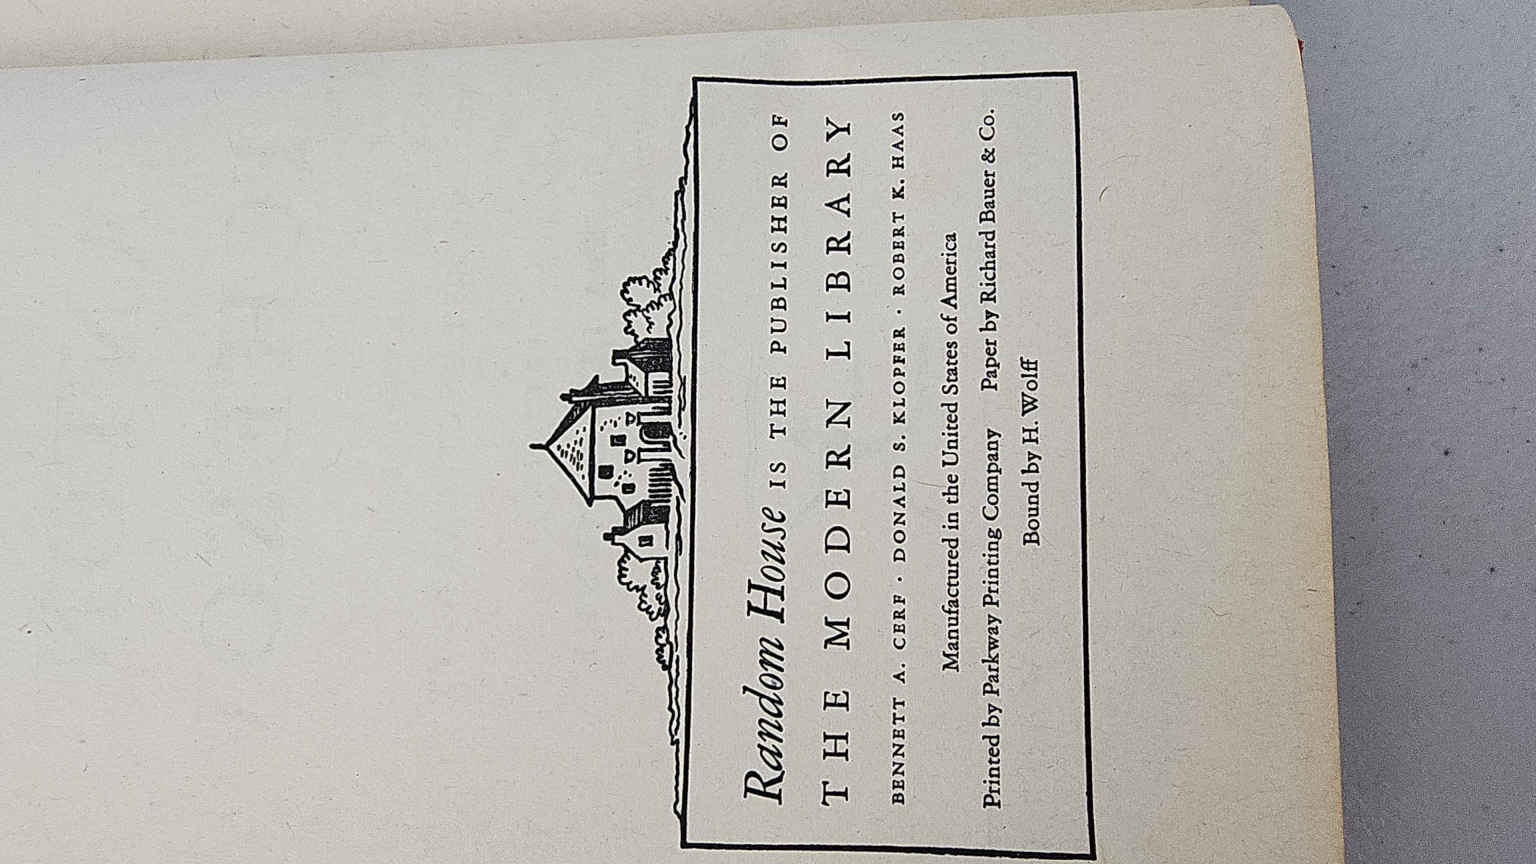 Random House IS THE PUBLISHER OF
THE MODERN LIBRARY
BENNETT A. CERF · DONALD S. KLOPFER · ROBERT K. HAAS
Manufactured in the United States of America
Printed by Parkway Printing Company Paper by Richard Bauer & Co.
Bound by H. Wolff